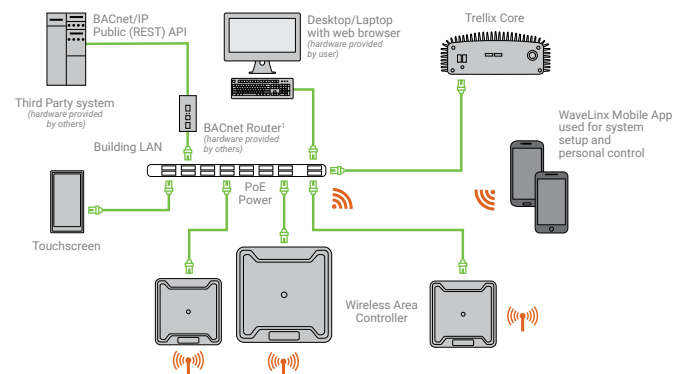 BACnet/IP
Public (REST) API
Desktop/Laptop
with web browser
(hardware provided
by user)
Trellix Core
Third Party system
(hardware provided
by others)
BACnet Router¹
(hardware provided
by others)
Building LAN
WaveLinx Mobile App
used for system
setup and
personal control
PoE
Power
Touchscreen
Wireless Area
Controller